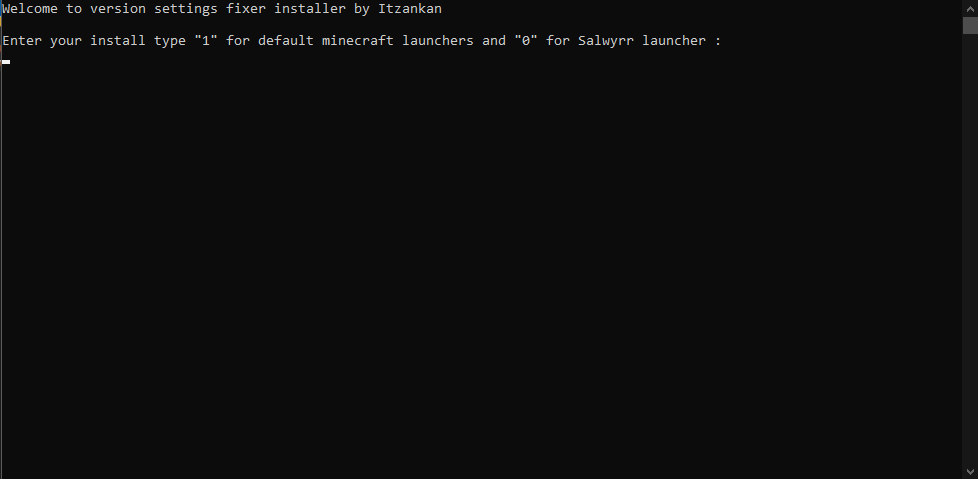 Welcome to version settings fixer installer by Itzankan
Enter your install type "1" for default minecraft launchers and "0" for Salwyrr launcher :